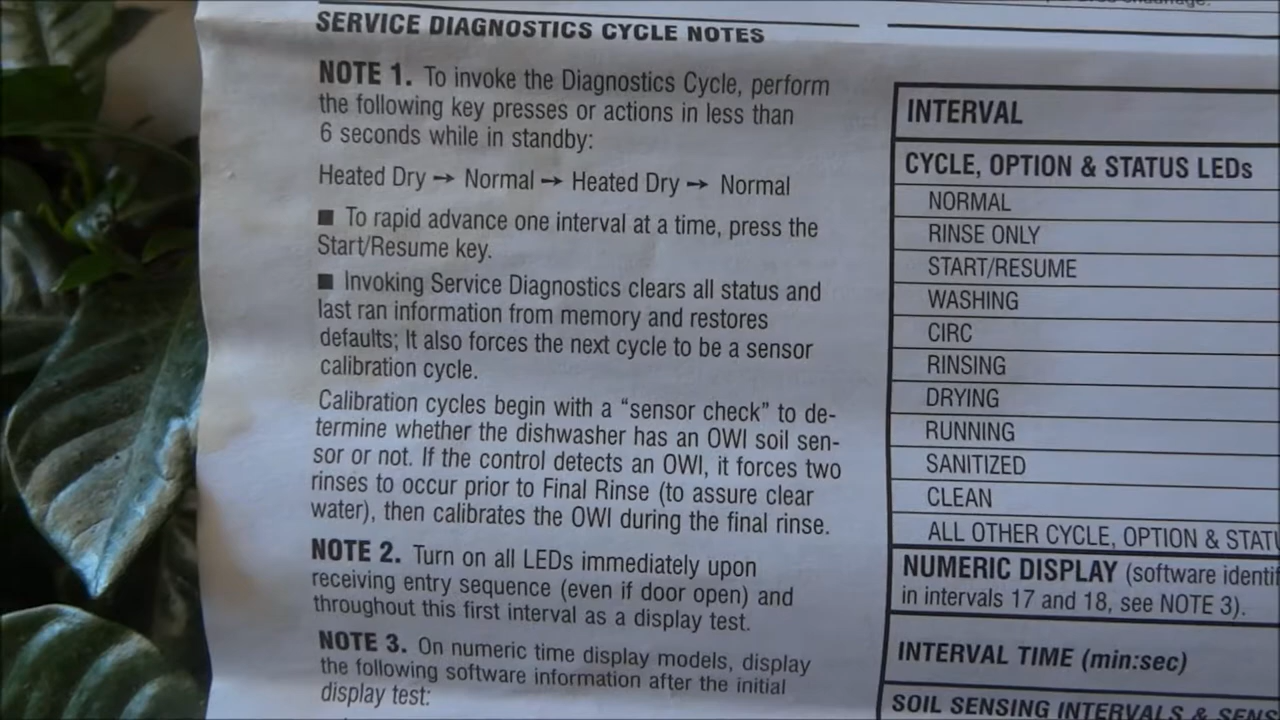 SERVICE DIAGNOSTICS CYCLE NOTES
NOTE 1. To invoke the Diagnostics Cycle, perform
the following key presses or actions in less than
6 seconds while in standby:
Heated Dry → Normal → Heated Dry → Normal
■ To rapid advance one interval at a time, press the
Start/Resume key.
■ Invoking Service Diagnostics clears all status and
last ran information from memory and restores
defaults; It also forces the next cycle to be a sensor
calibration cycle.
Calibration cycles begin with a “sensor check” to de-
termine whether the dishwasher has an OWI soil sen-
sor or not. If the control detects an OWI, it forces two
rinses to occur prior to Final Rinse (to assure clear
water), then calibrates the OWI during the final rinse.
NOTE 2. Turn on all LEDs immediately upon
receiving entry sequence (even if door open) and
throughout this first interval as a display test.
NOTE 3. On numeric time display models, display
the following software information after the initial
display test:
INTERVAL
CYCLE, OPTION & STATUS LEDs
NORMAL
RINSE ONLY
START/RESUME
WASHING
CIRC
RINSING
DRYING
RUNNING
SANITIZED
CLEAN
ALL OTHER CYCLE, OPTION & STATU
NUMERIC DISPLAY (software identif
in intervals 17 and 18, see NOTE 3).
INTERVAL TIME (min:sec)
SOIL SENSING INTERVALS & SENS